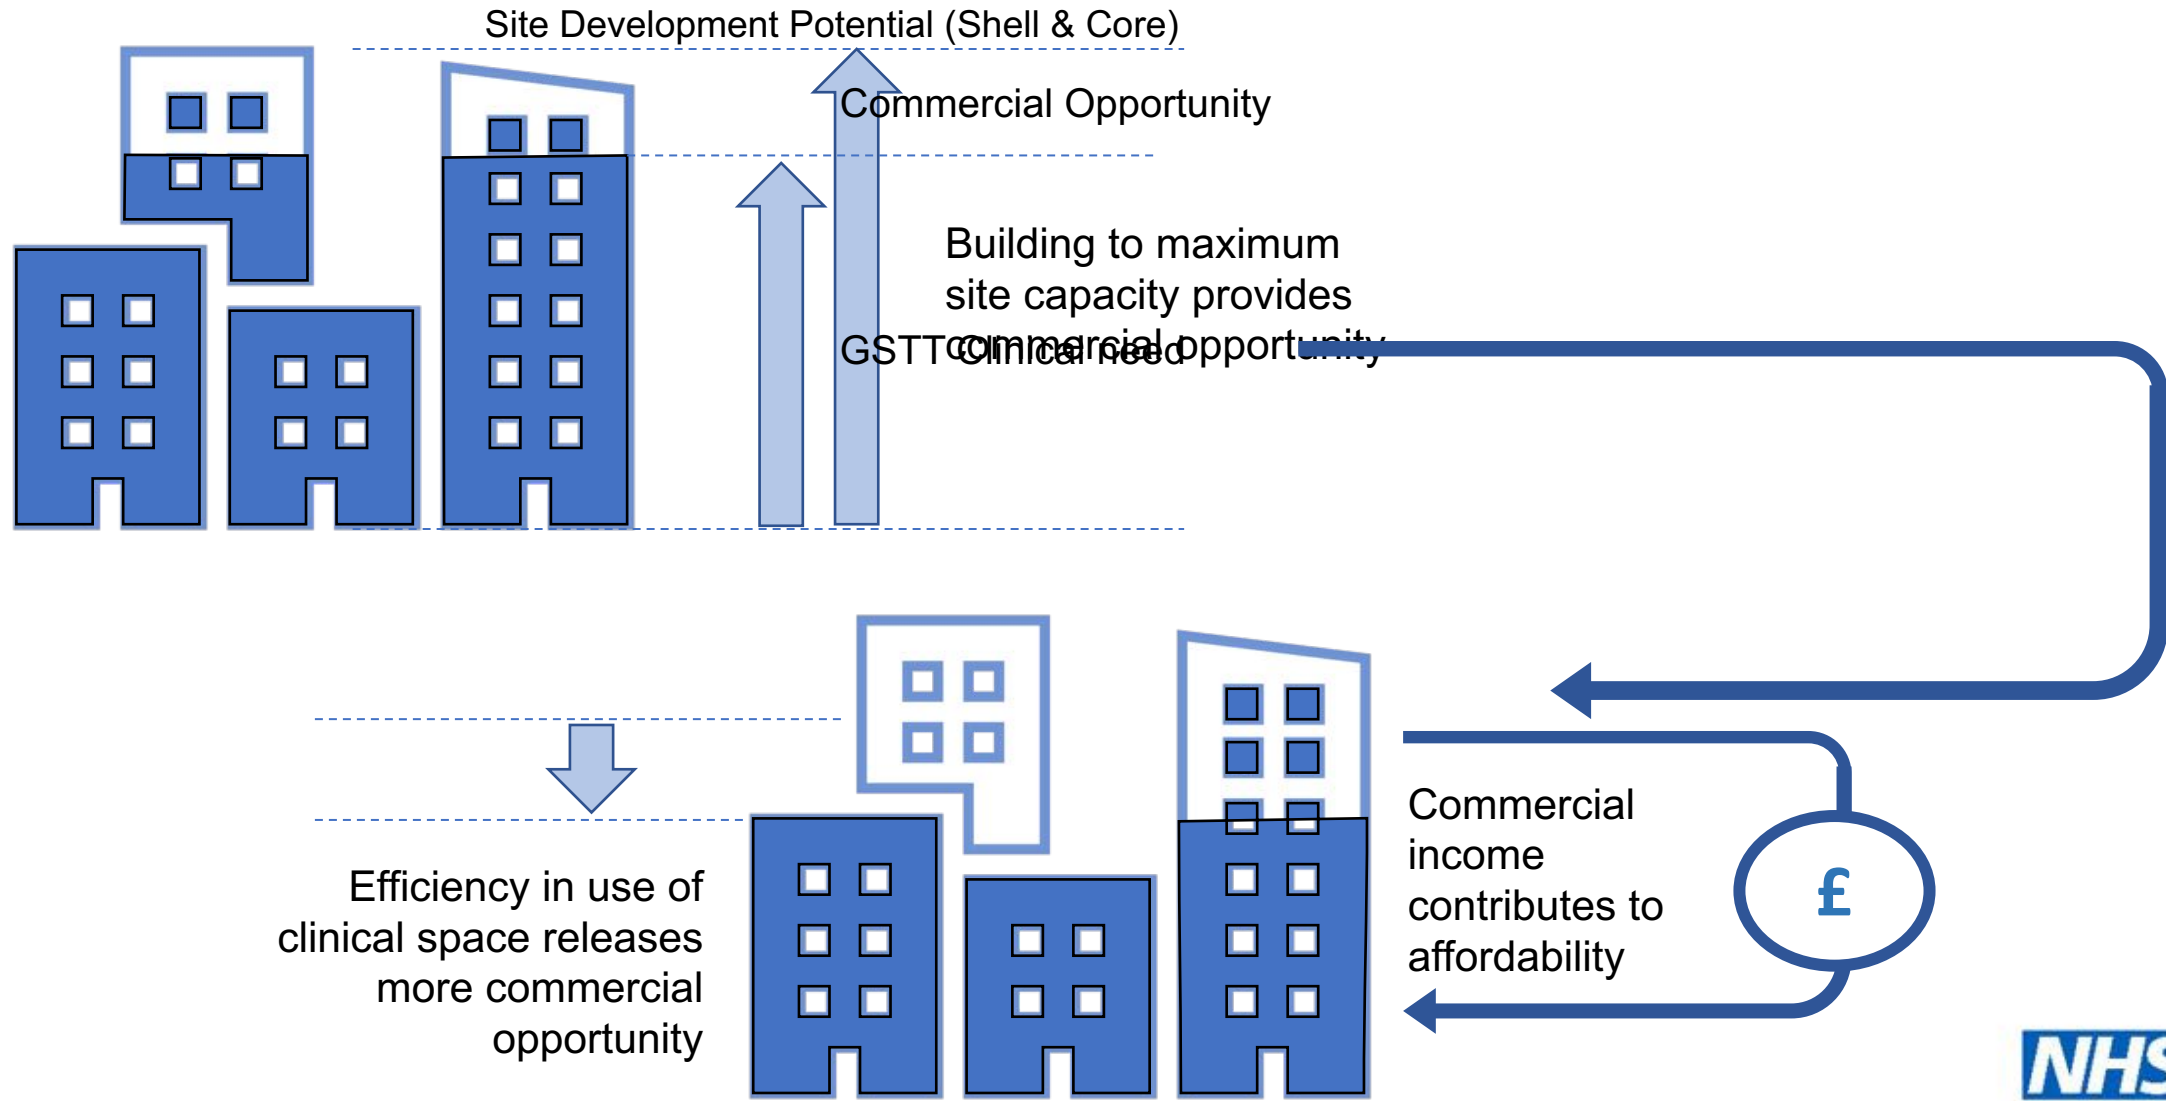 Site Development Potential (Shell & Core)
Commercial Opportunity
Building to maximum
site capacity provides
commercial opportunity
GSTT Clinical need
Efficiency in use of
clinical space releases
more commercial
opportunity
Commercial
income
contributes to
affordability
£
NHS